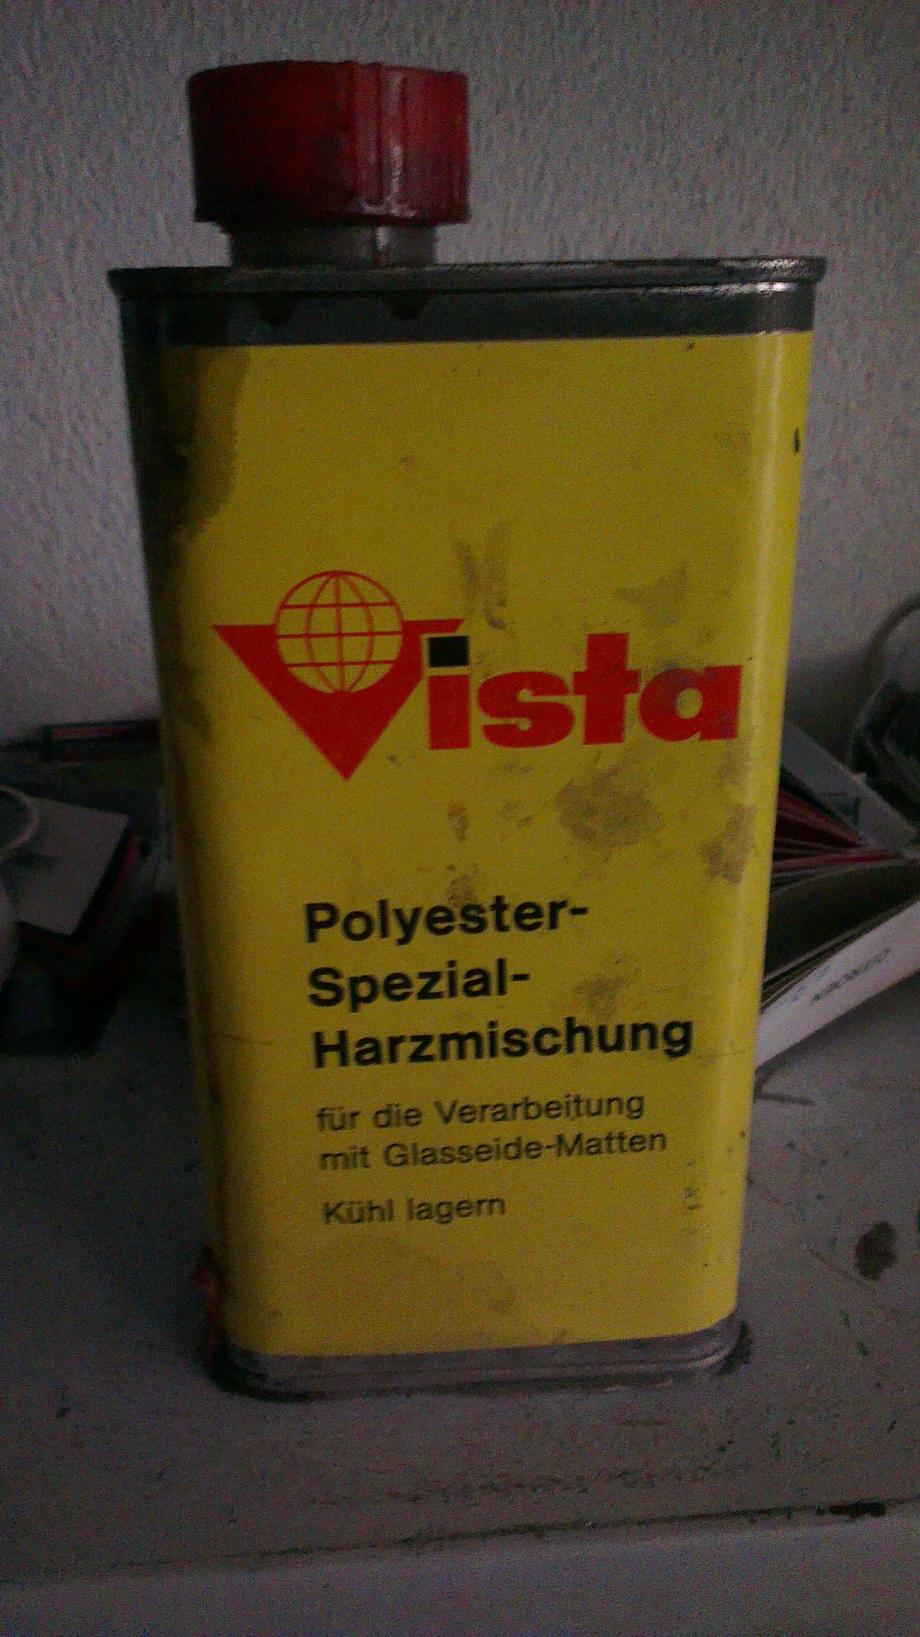 Vista
Polyester-
Spezial-
Harzmischung
für die Verarbeitung
mit Glasseide-Matten
Kühl lagern